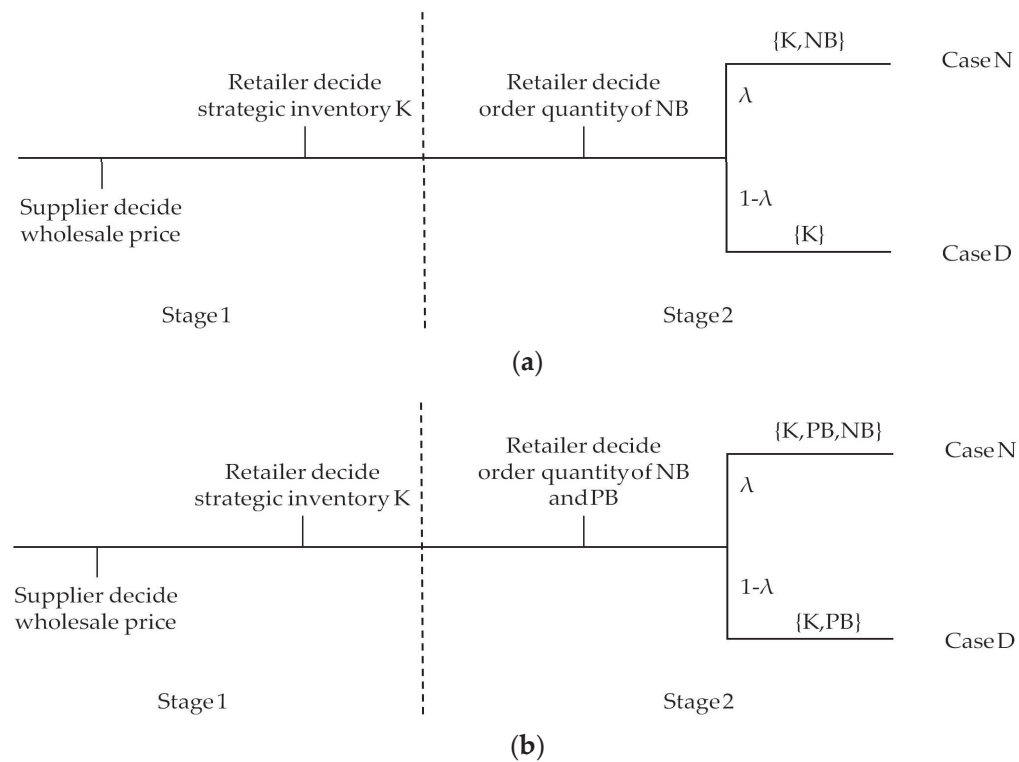 {K,NB}
Case N
Retailer decide
strategic inventory K
Retailer decide
order quantity of NB
λ
Supplier decide
wholesale price
1-λ
{K}
Case D
Stage 1
Stage 2
(a)
{K,PB,NB}
Case N
Retailer decide
strategic inventory K
Retailer decide
order quantity of NB
and PB
λ
Supplier decide
wholesale price
1-λ
{K,PB}
Case D
Stage 1
Stage 2
(b)